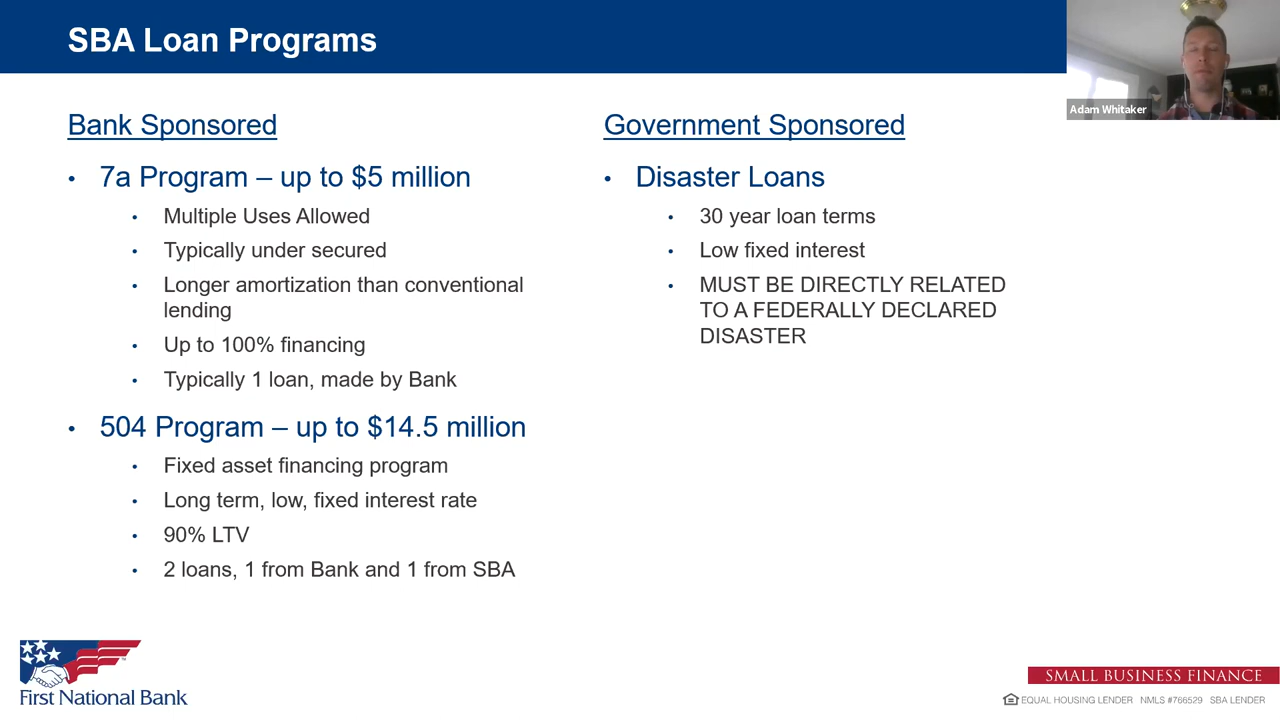 SBA Loan Programs
Adam Whitaker
Bank Sponsored
• 7a Program – up to $5 million
• Multiple Uses Allowed
• Typically under secured
• Longer amortization than conventional
lending
• Up to 100% financing
• Typically 1 loan, made by Bank
• 504 Program – up to $14.5 million
• Fixed asset financing program
• Long term, low, fixed interest rate
• 90% LTV
• 2 loans, 1 from Bank and 1 from SBA
Government Sponsored
• Disaster Loans
• 30 year loan terms
• Low fixed interest
• MUST BE DIRECTLY RELATED
TO A FEDERALLY DECLARED
DISASTER
First National Bank
SMALL BUSINESS FINANCE
EQUAL HOUSING LENDER NMLS #766529 SBA LENDER